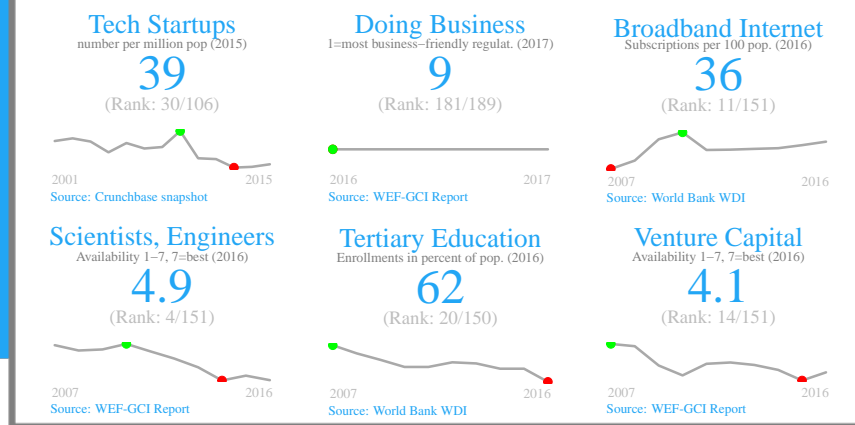 Tech Startups
number per million pop (2015)
39
(Rank: 30/106)
2001 2015
Source: Crunchbase snapshot
Doing Business
1=most business−friendly regulat. (2017)
9
(Rank: 181/189)
2016 2017
Source: WEF-GCI Report
Broadband Internet
Subscriptions per 100 pop. (2016)
36
(Rank: 11/151)
2007 2016
Source: World Bank WDI
Scientists, Engineers
Availability 1−7, 7=best (2016)
4.9
(Rank: 4/151)
2007 2016
Source: WEF-GCI Report
Tertiary Education
Enrollments in percent of pop. (2016)
62
(Rank: 20/150)
2007 2016
Source: World Bank WDI
Venture Capital
Availability 1−7, 7=best (2016)
4.1
(Rank: 14/151)
2007 2016
Source: WEF-GCI Report